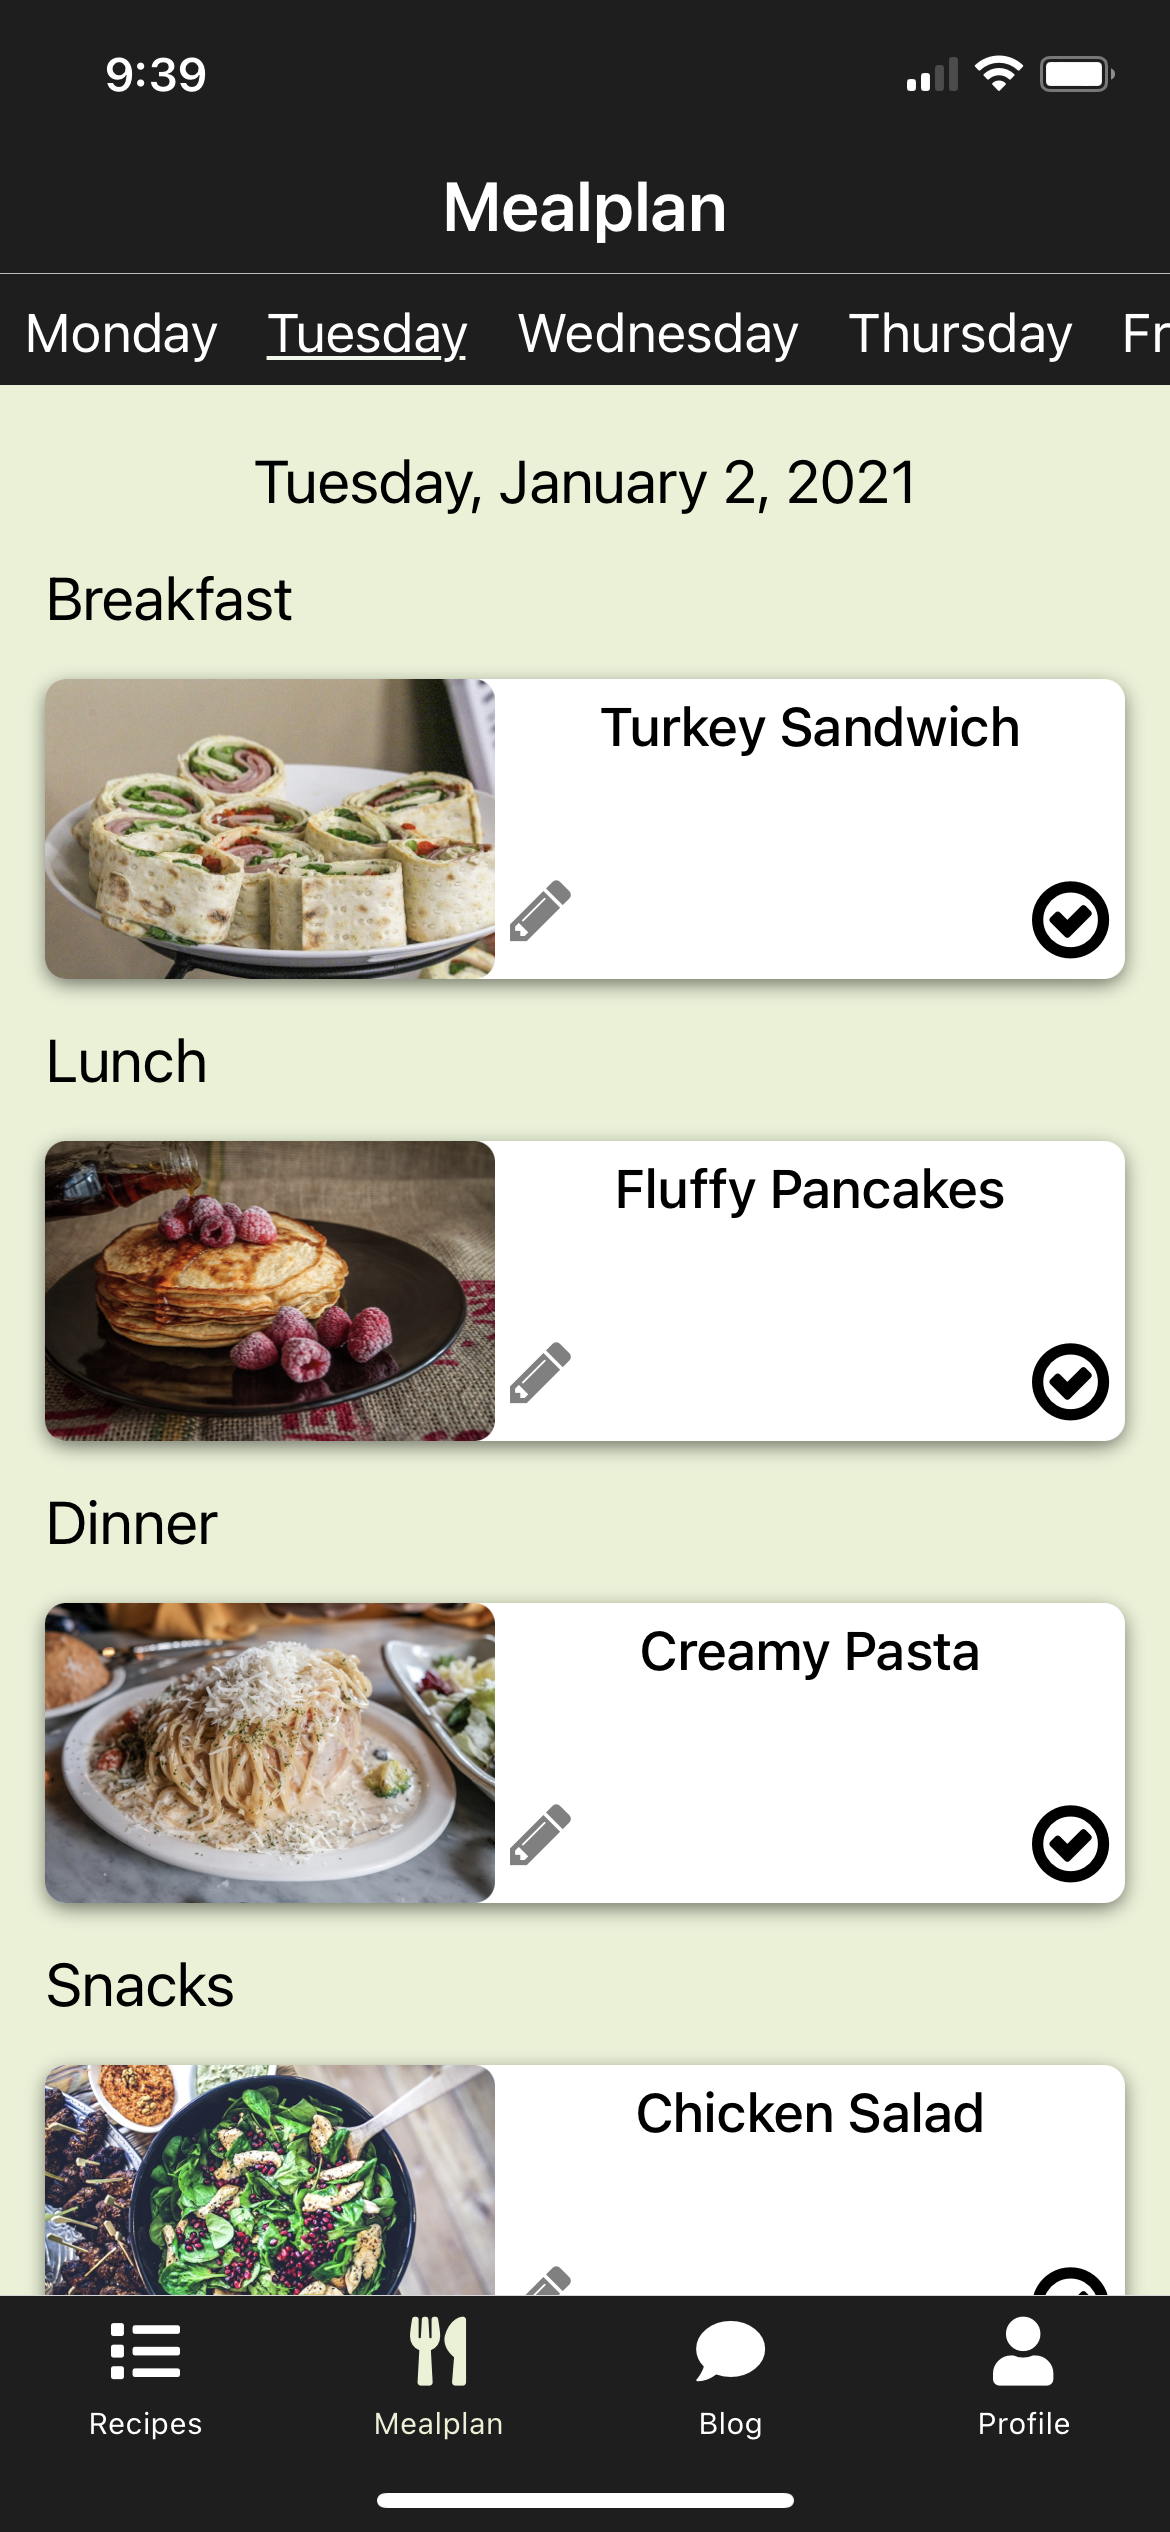 9:39
Mealplan
Monday Tuesday Wednesday Thursday Fr
Tuesday, January 2, 2021
Breakfast
Turkey Sandwich
Lunch
Fluffy Pancakes
Dinner
Creamy Pasta
Snacks
Chicken Salad
Recipes Mealplan Blog Profile